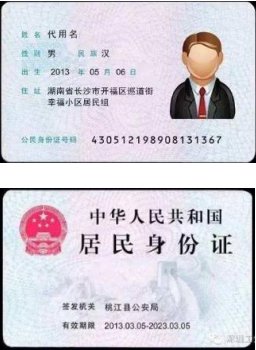 姓名 代用名
性别 男 民族 汉
出生 2013 年 05 月 06 日
住址 湖南省长沙市开福区巡道街
幸福小区居民组
公民身份证号码 430512198908131367
中华人民共和国
居民身份证
签发机关 桃江县公安局
有效期限 2013.03.05-2023.03.05